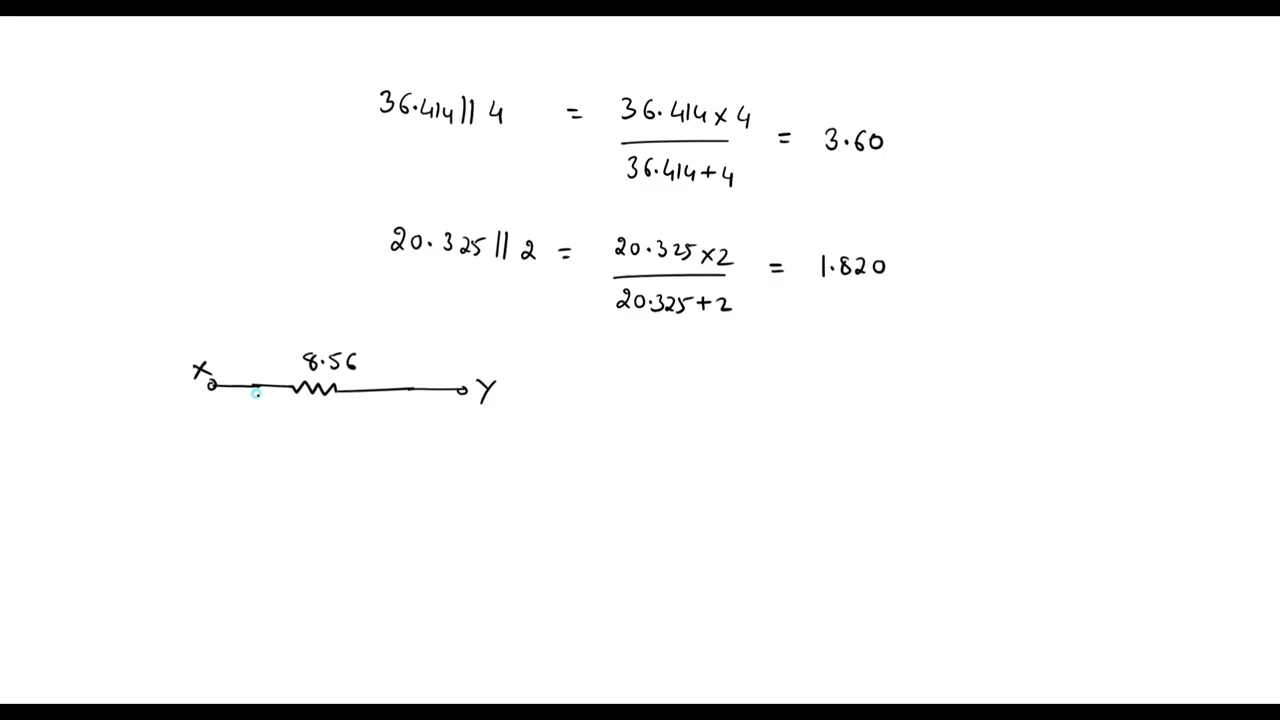 36.414 || 4 = 36.414 x 4 = 3.60
36.414 + 4
20.325 || 2 = 20.325 x 2 = 1.820
20.325 + 2
8.56
X Y